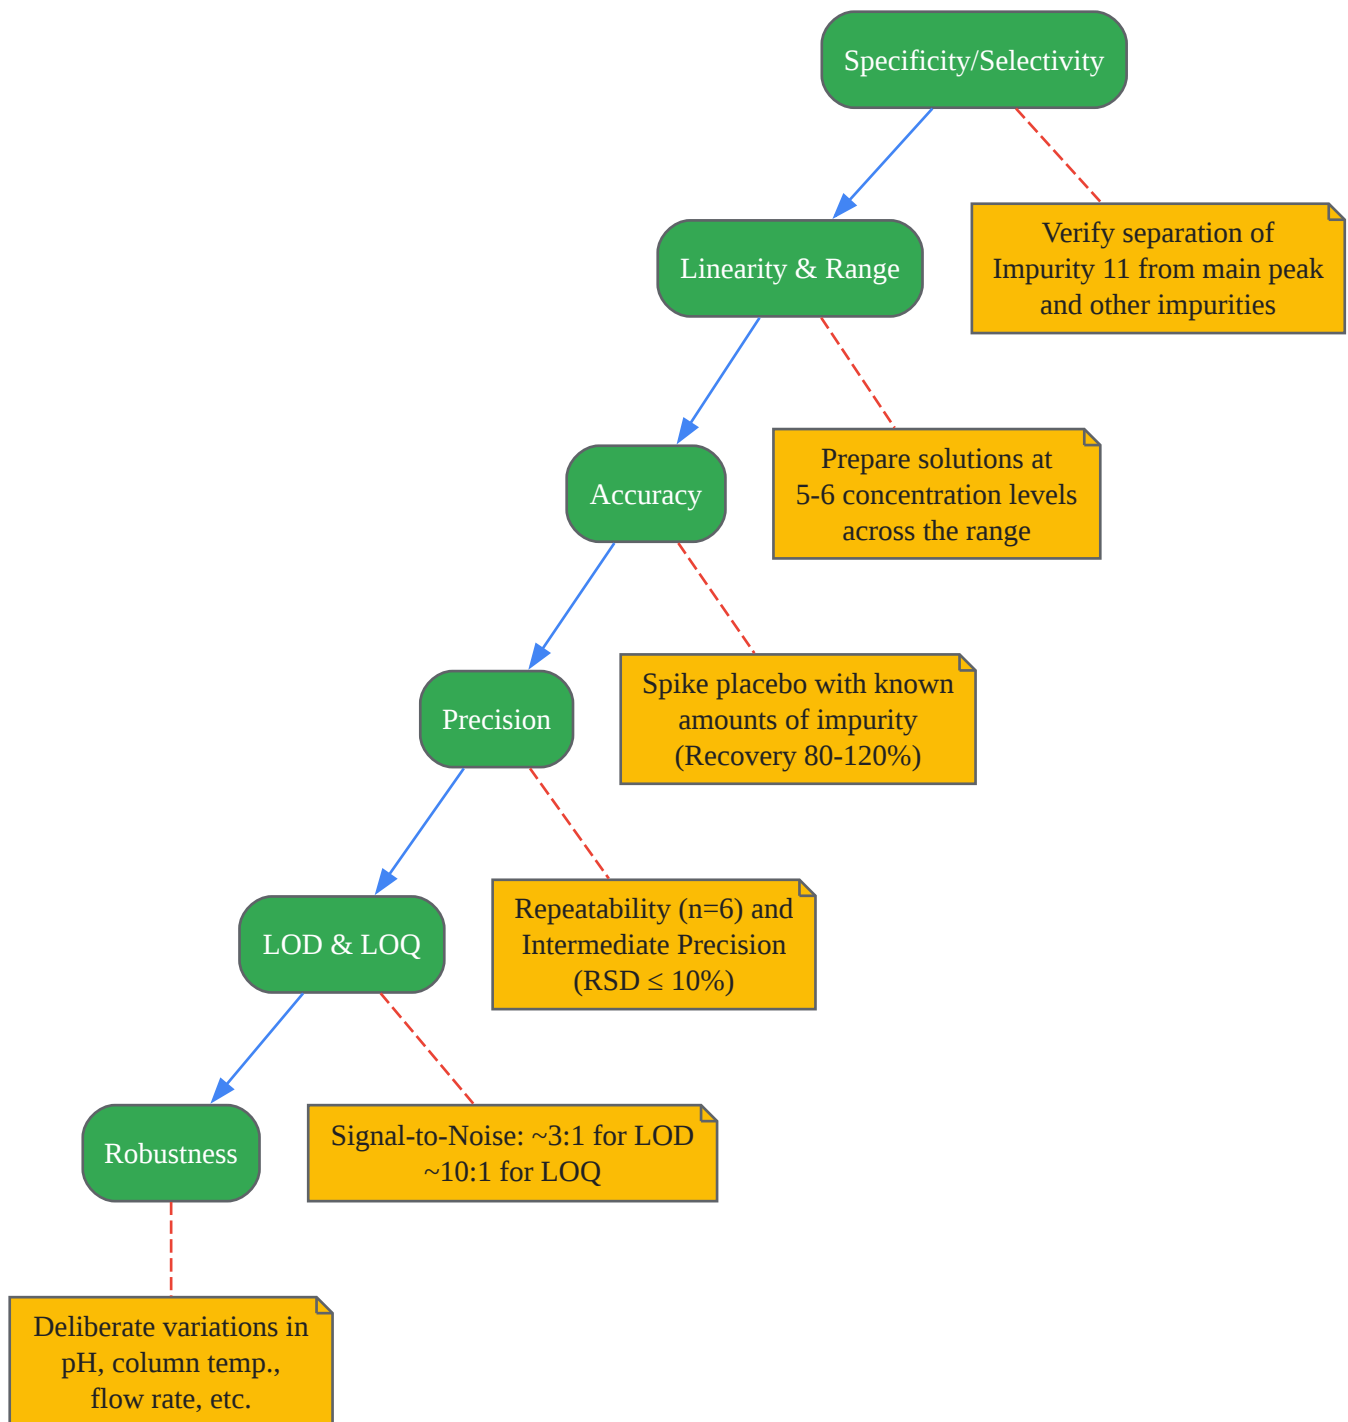 Specificity/Selectivity
Verify separation of
Impurity 11 from main peak
and other impurities
Linearity & Range
Prepare solutions at
5-6 concentration levels
across the range
Accuracy
Spike placebo with known
amounts of impurity
(Recovery 80-120%)
Precision
Repeatability (n=6) and
Intermediate Precision
(RSD ≤ 10%)
LOD & LOQ
Signal-to-Noise: ~3:1 for LOD
~10:1 for LOQ
Robustness
Deliberate variations in
pH, column temp.,
flow rate, etc.